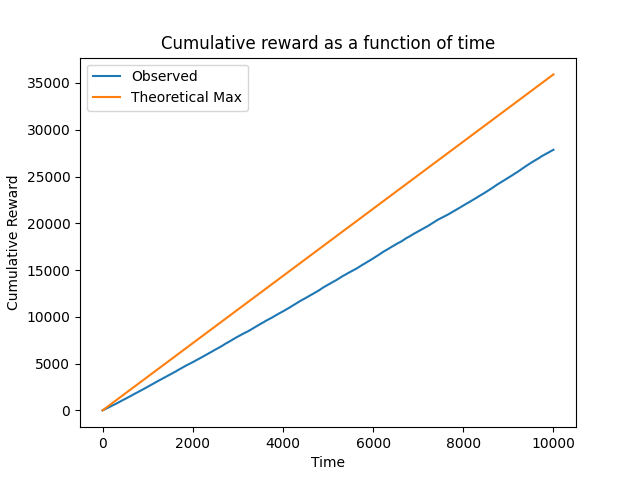 Cumulative reward as a function of time
Observed
Theoretical Max
35000
30000
25000
20000
15000
10000
5000
0
Cumulative Reward
0 2000 4000 6000 8000 10000
Time